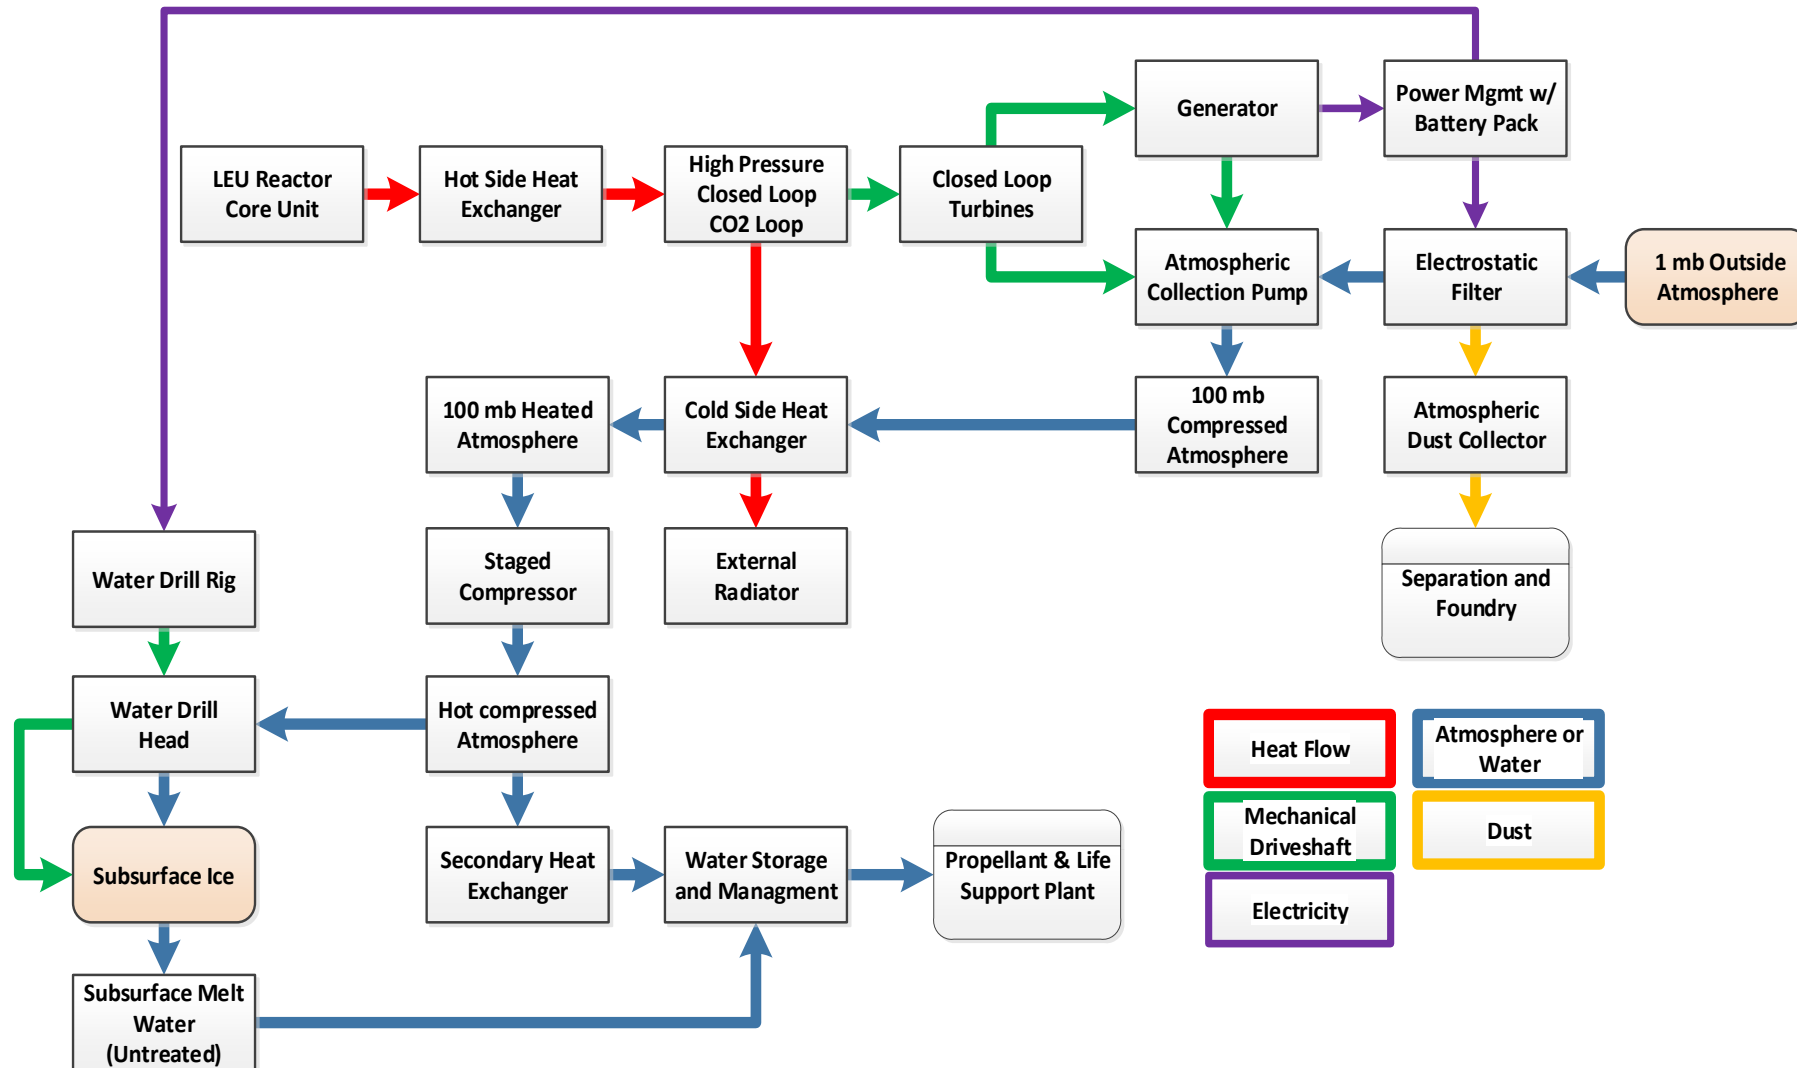 Generator
Power Mgmt w/
Battery Pack
LEU Reactor
Core Unit
Hot Side Heat
Exchanger
High Pressure
Closed Loop
CO2 Loop
Closed Loop
Turbines
Atmospheric
Collection Pump
Electrostatic
Filter
1 mb Outside
Atmosphere
100 mb Heated
Atmosphere
Cold Side Heat
Exchanger
100 mb
Compressed
Atmosphere
Atmospheric
Dust Collector
Water Drill Rig
Staged
Compressor
External
Radiator
Separation and
Foundry
Water Drill
Head
Hot compressed
Atmosphere
Heat Flow
Atmosphere or
Water
Mechanical
Driveshaft
Dust
Electricity
Subsurface Ice
Secondary Heat
Exchanger
Water Storage
and Managment
Propellant & Life
Support Plant
Subsurface Melt
Water
(Untreated)